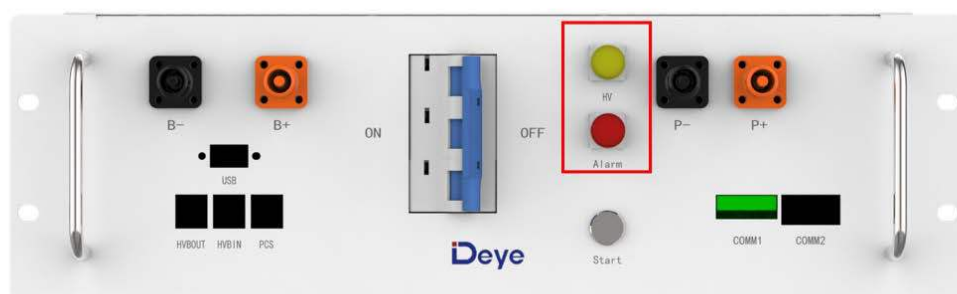 HV
B-
B+
ON
OFF
P-
P+
Alarm
USB
HVBOUT
HVBIN
PCS
Deye
Start
COMM1
COMM2